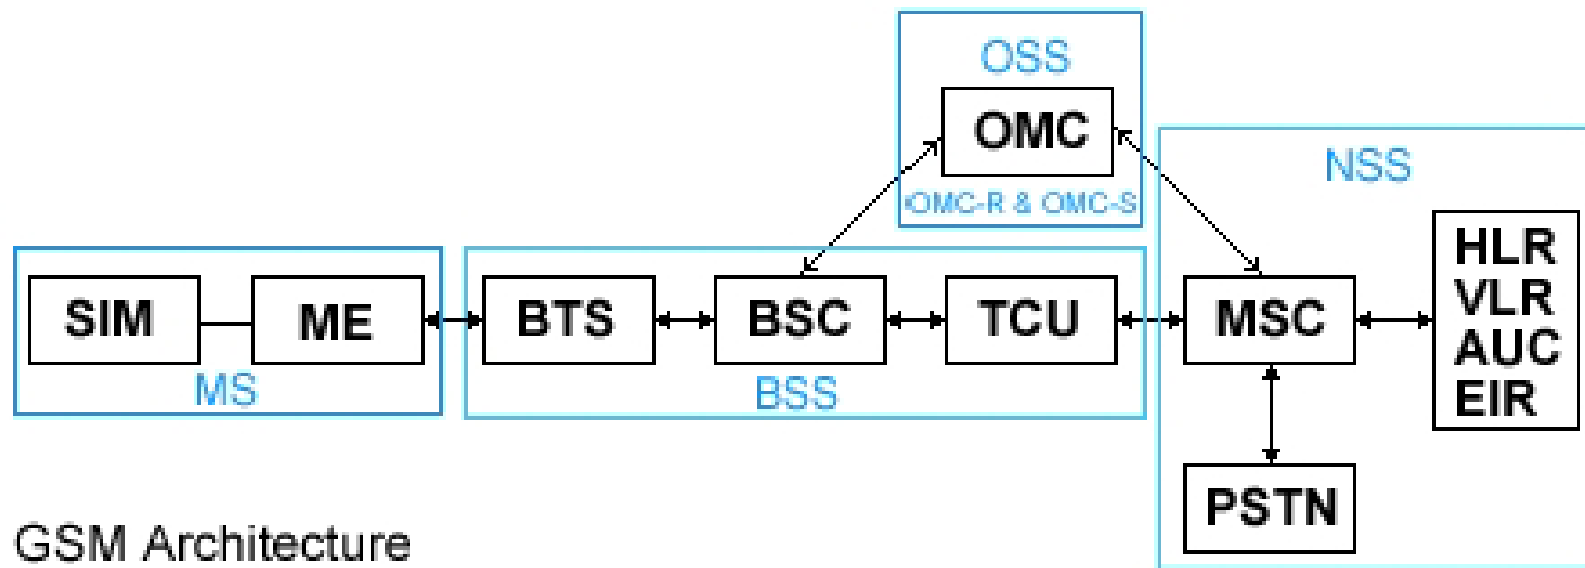 OSS
OMC
OMC-R & OMC-S
NSS
HLR
VLR
AUC
EIR
SIM
ME
MS
BTS
BSC
TCU
BSS
MSC
PSTN
GSM Architecture